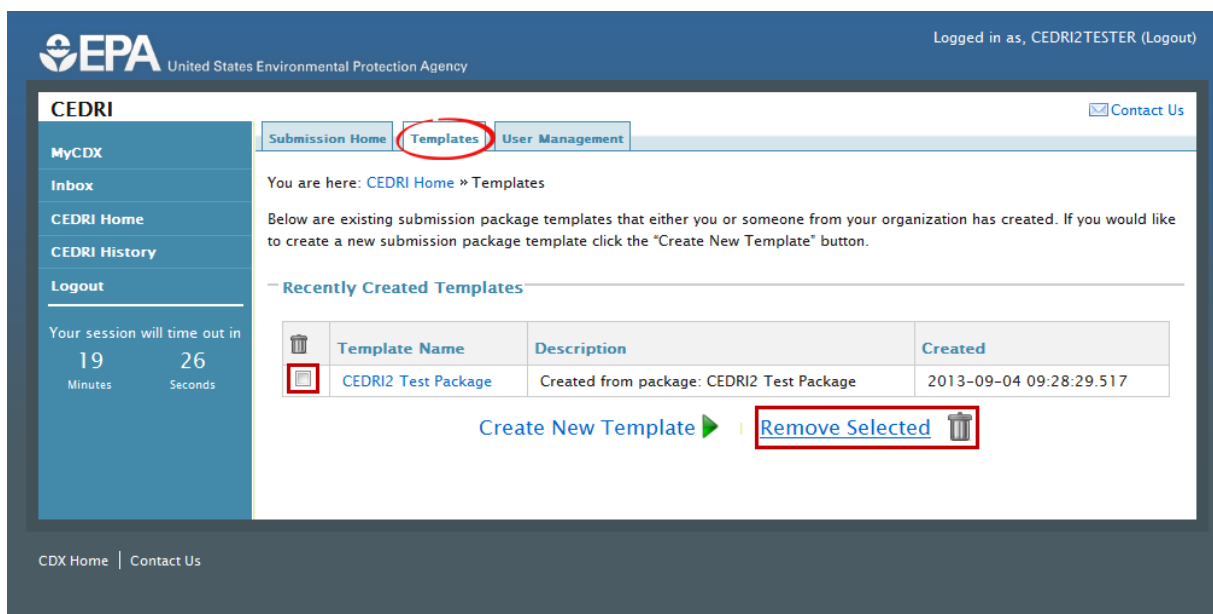 Logged in as, CEDRI2TESTER (Logout)
EPA United States Environmental Protection Agency
CEDRI
Contact Us
MyCDX
Inbox
CEDRI Home
CEDRI History
Logout
Your session will time out in
19 26
Minutes Seconds
Submission Home Templates User Management
You are here: CEDRI Home » Templates
Below are existing submission package templates that either you or someone from your organization has created. If you would like
to create a new submission package template click the “Create New Template” button.
Recently Created Templates
Template Name Description Created
CEDRI2 Test Package Created from package: CEDRI2 Test Package 2013-09-04 09:28:29.517
Create New Template | Remove Selected
CDX Home | Contact Us